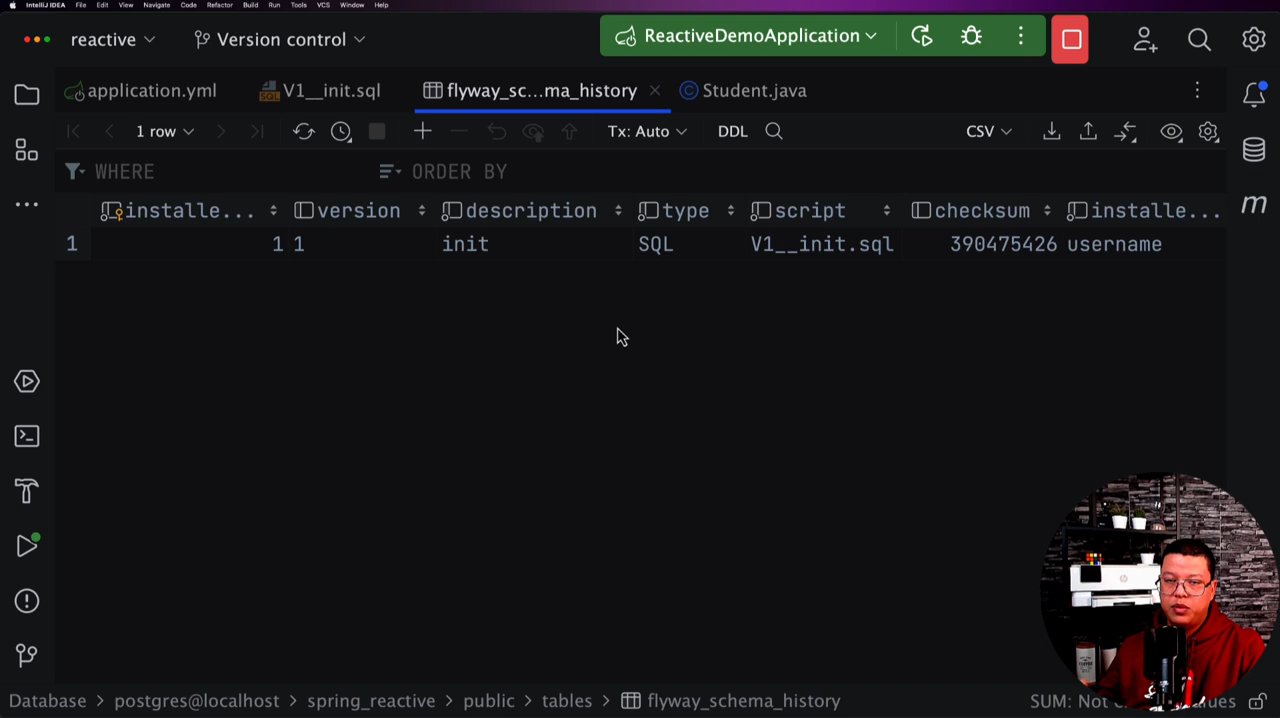 IntelliJ IDEA File Edit View Navigate Code Refactor Build Run Tools VCS Window Help
reactive Version control ReactiveDemoApplication
application.yml V1__init.sql flyway_sc...ma_history Student.java
1 row Tx: Auto DDL CSV
WHERE ORDER BY
installe... version description type script checksum installe...
1 1 1 init SQL V1__init.sql 390475426 username
Database > postgres@localhost > spring_reactive > public > tables > flyway_schema_history SUM: Not